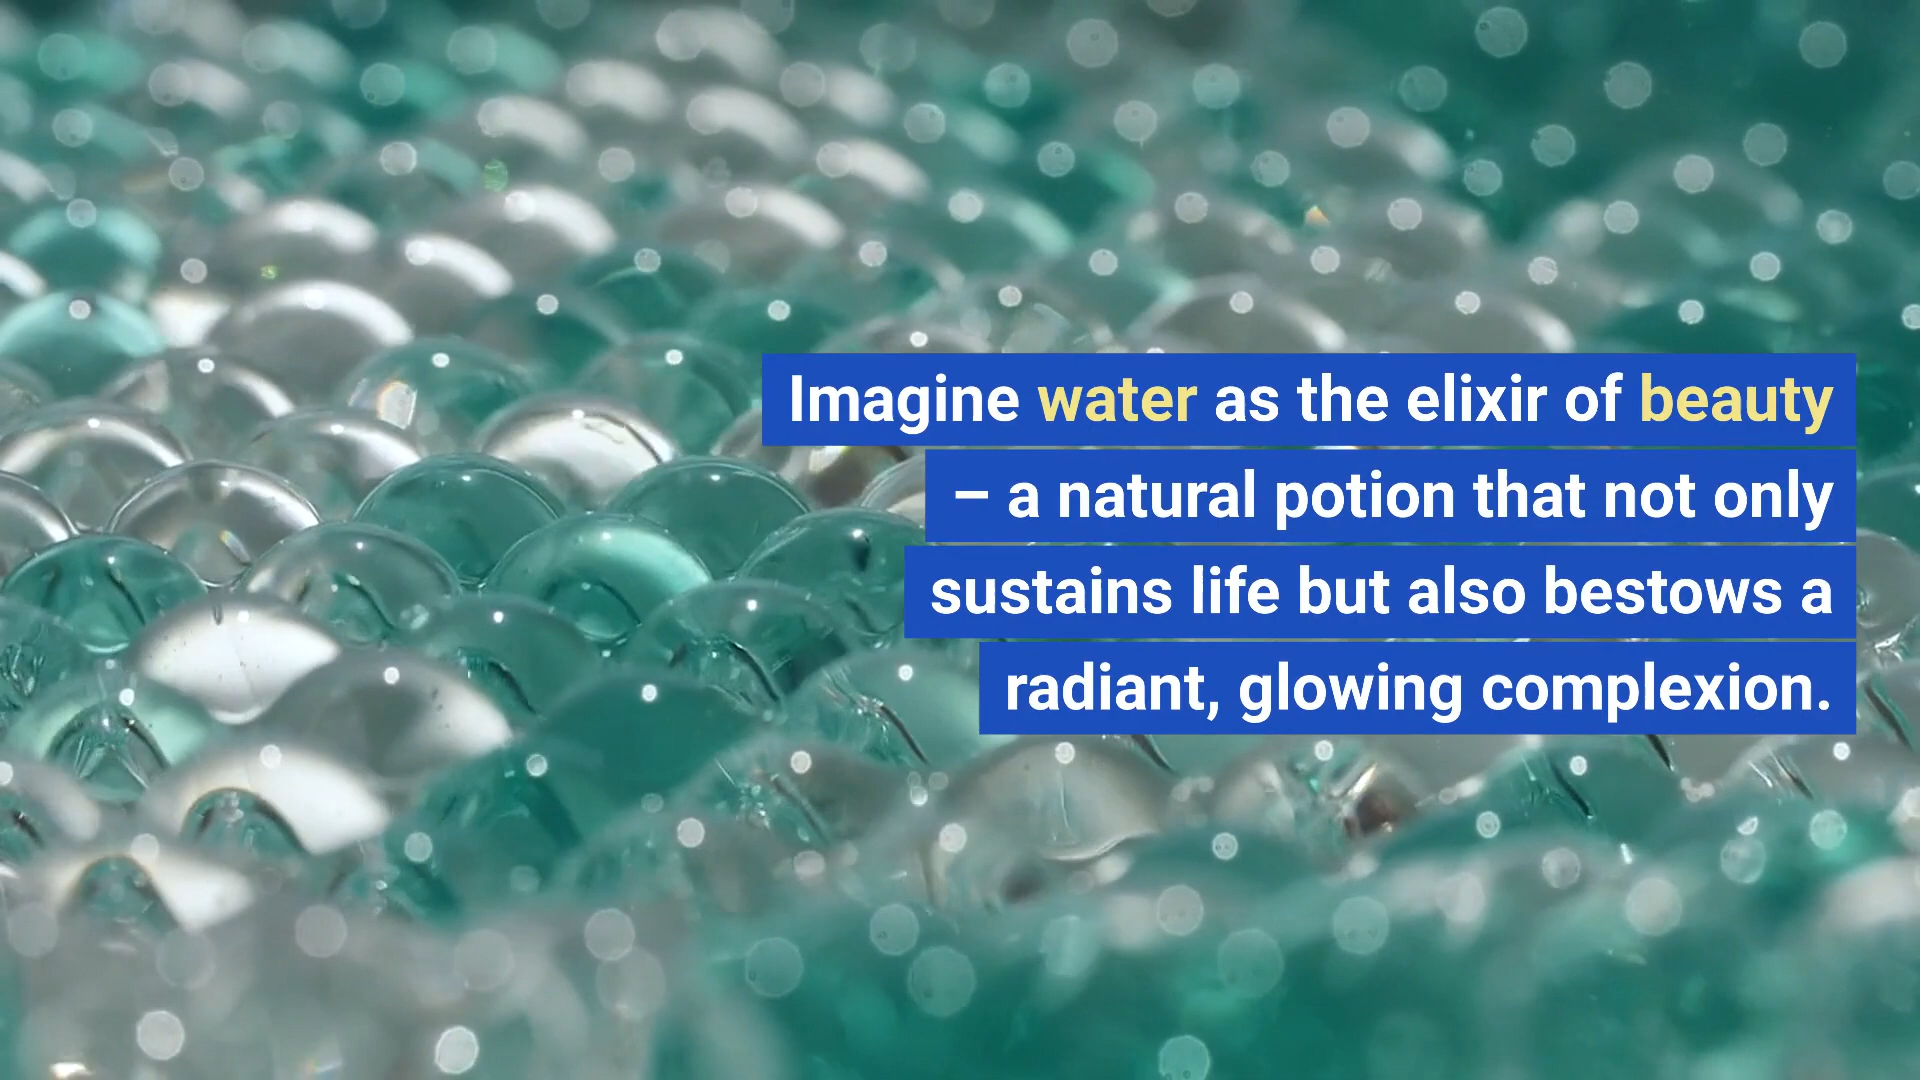 Imagine water as the elixir of beauty
– a natural potion that not only
sustains life but also bestows a
radiant, glowing complexion.